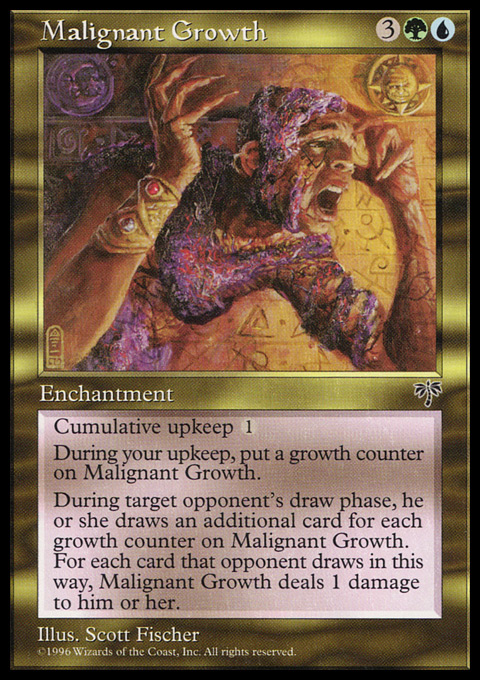 Malignant Growth 3
Enchantment
Cumulative upkeep 1
During your upkeep, put a growth counter
on Malignant Growth.
During target opponent's draw phase, he
or she draws an additional card for each
growth counter on Malignant Growth.
For each card that opponent draws in this
way, Malignant Growth deals 1 damage
to him or her.
Illus. Scott Fischer
©1996 Wizards of the Coast, Inc. All rights reserved.